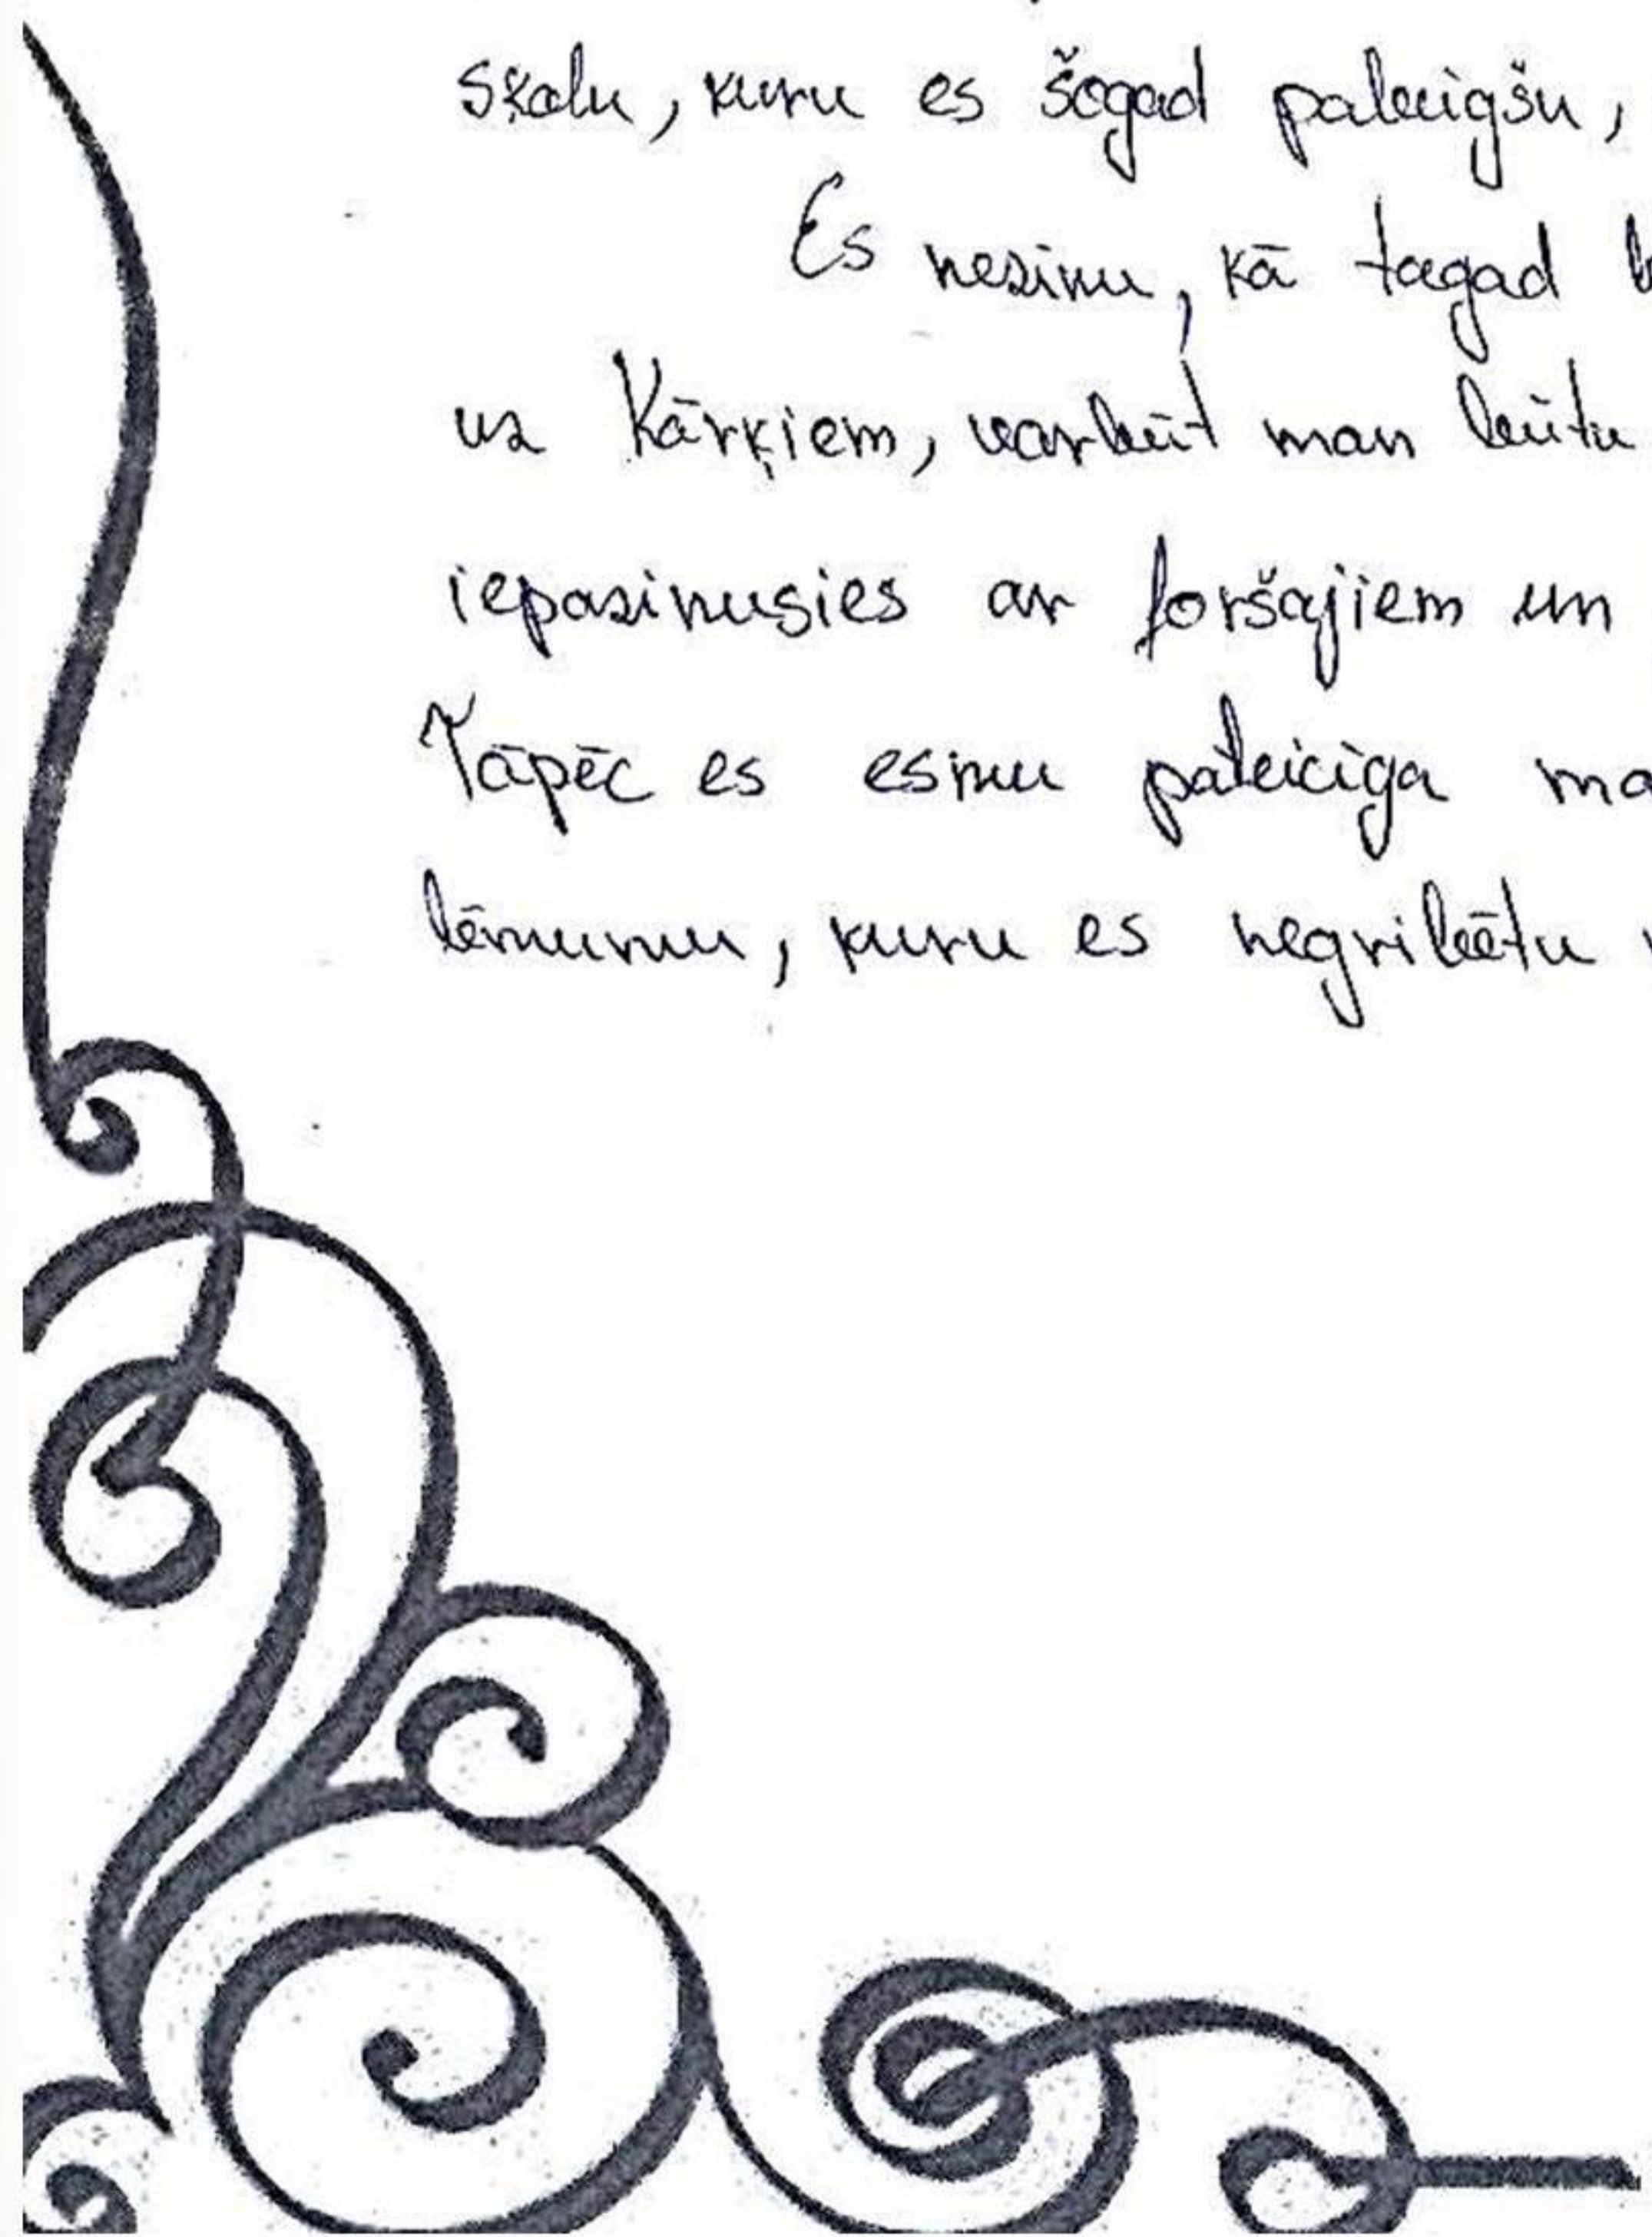 skolu, kuru es šogad pabeigšu,
Es nezinu, kā tagad
uz Kārķiem, varbūt man būtu
iepazinusies ar foršajiem un
Tāpēc es esmu pateicīga
lēmumu, kuru es negribētu